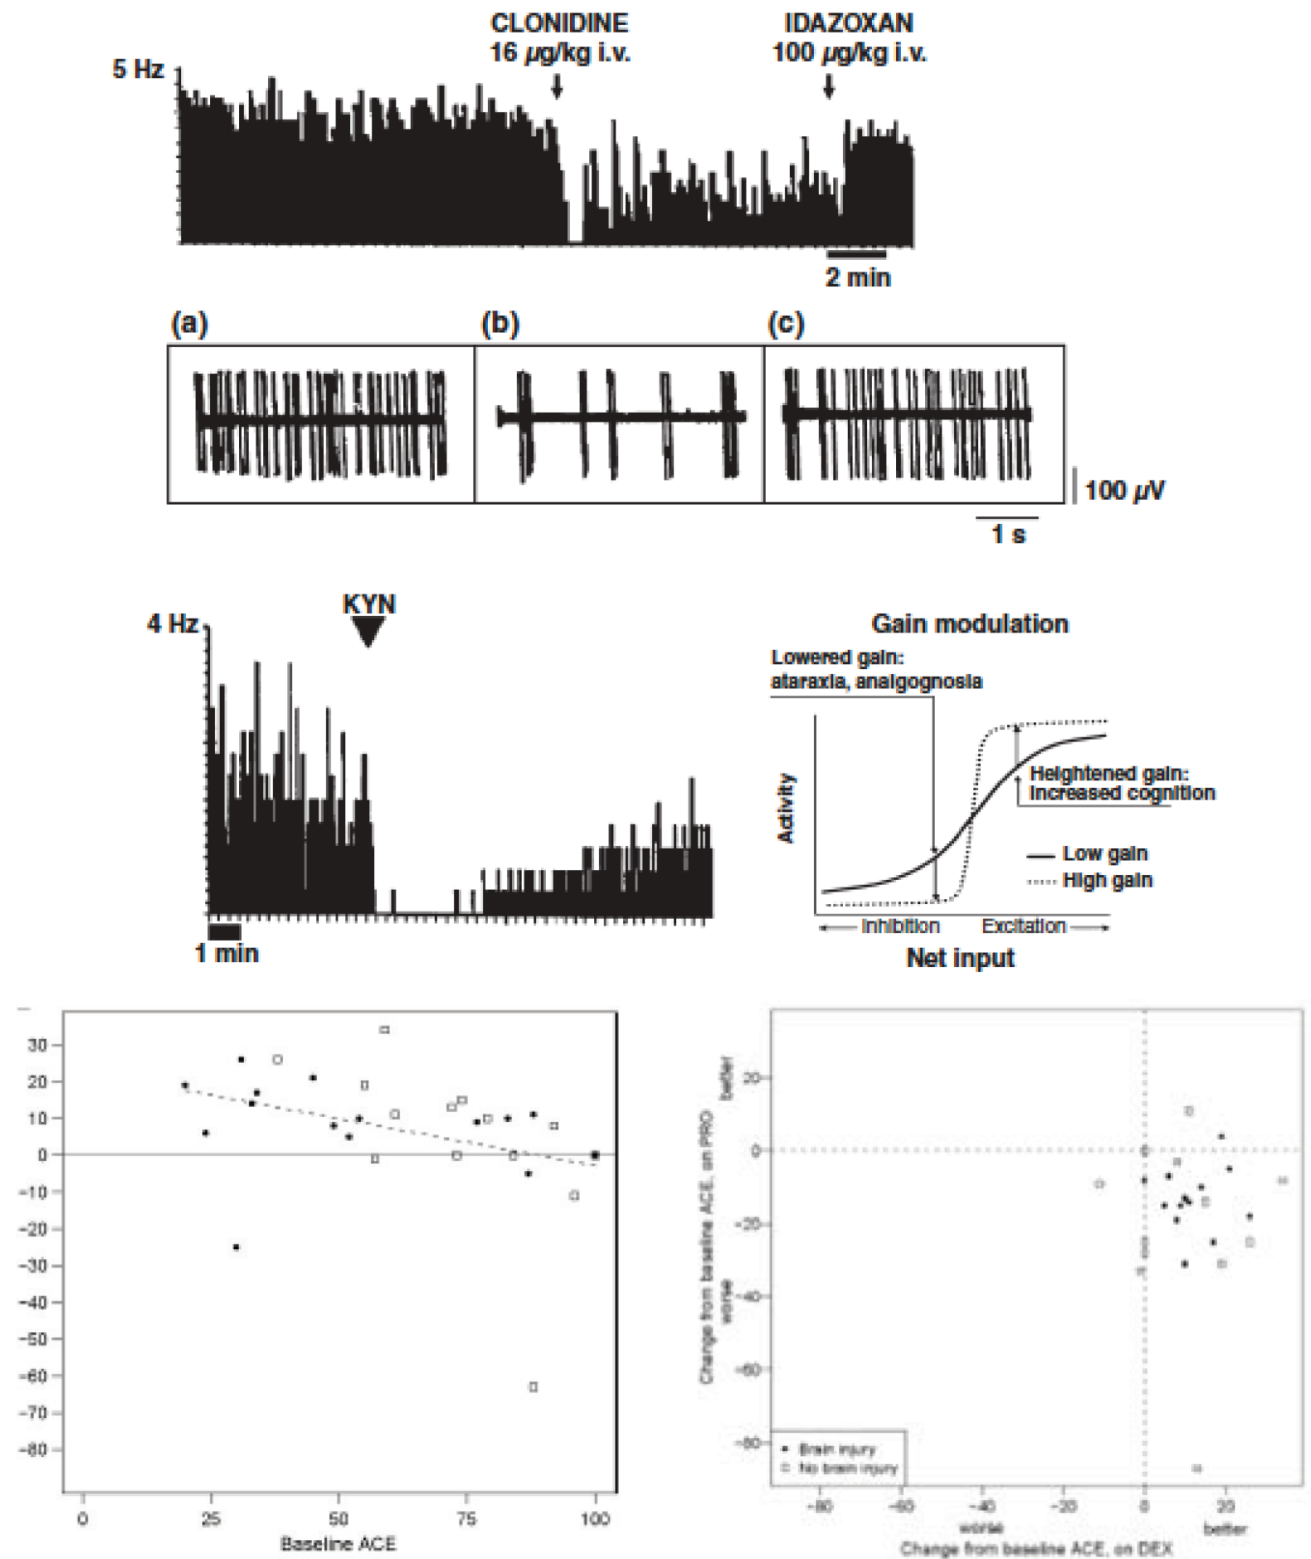 CLONIDINE
16 µg/kg i.v.
IDAZOXAN
100 µg/kg i.v.
5 Hz
2 min
(a)
(b)
(c)
100 µV
1 s
KYN
4 Hz
1 min
Gain modulation
Lowered gain:
ataraxia, analgognosia
Activity
Heightened gain:
Increased cognition
Low gain
High gain
Inhibition
Excitation
Net input
30
20
10
0
−10
−20
−30
−40
−50
−60
−70
−80
0
25
50
75
100
Baseline ACE
better
Change from baseline ACE, on PRO
worse
20
0
−20
−40
−60
−80
Brain injury
No brain injury
−80
−60
−40
−20
0
20
worse
better
Change from baseline ACE, on DEX